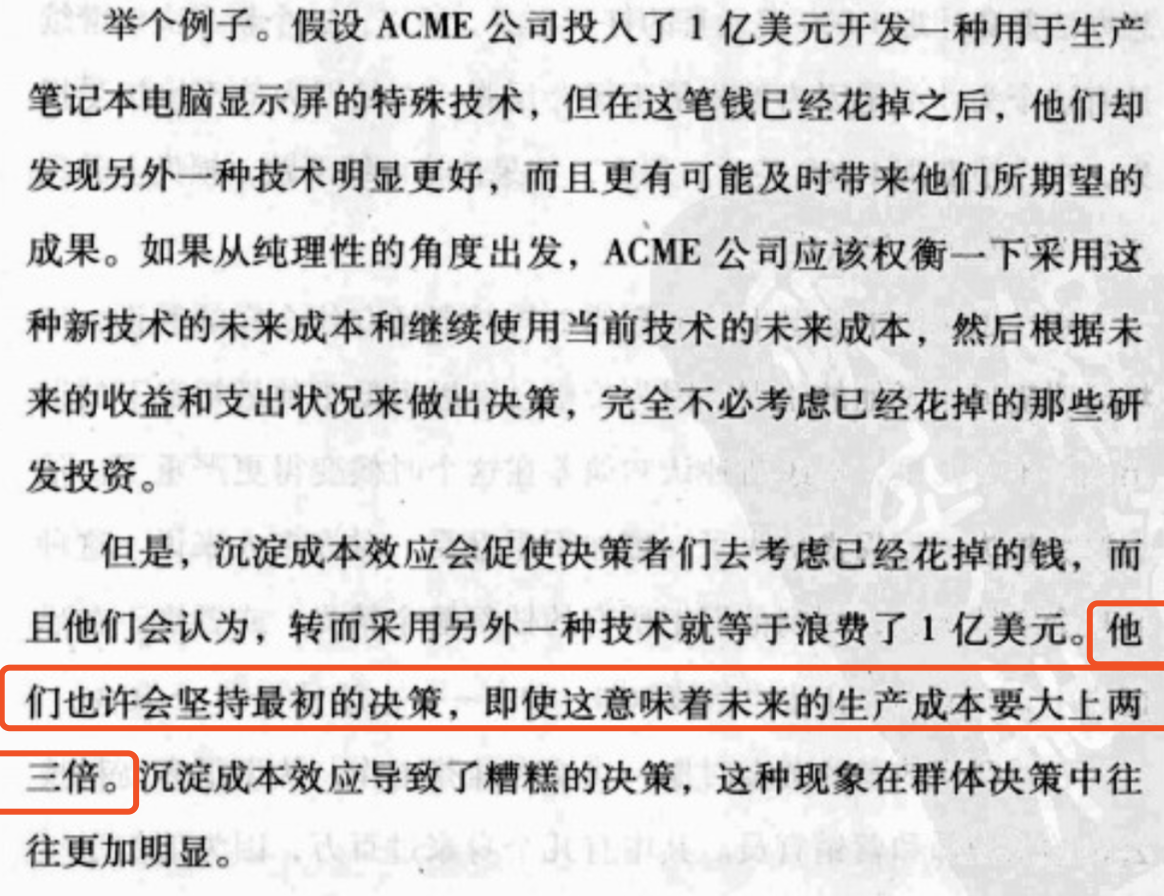 举个例子。假设 ACME 公司投入了 1 亿美元开发一种用于生产
笔记本电脑显示屏的特殊技术，但在这笔钱已经花掉之后，他们却
发现另外一种技术明显更好，而且更有可能及时带来他们所期望的
成果。如果从纯理性的角度出发，ACME 公司应该权衡一下采用这
种新技术的未来成本和继续使用当前技术的未来成本，然后根据未
来的收益和支出状况来做出决策，完全不必考虑已经花掉的那些研
发投资。
但是，沉淀成本效应会促使决策者们去考虑已经花掉的钱，而
且他们会认为，转而采用另外一种技术就等于浪费了 1 亿美元。他
们也许会坚持最初的决策，即使这意味着未来的生产成本要大上两
三倍。沉淀成本效应导致了糟糕的决策，这种现象在群体决策中往
往更加明显。